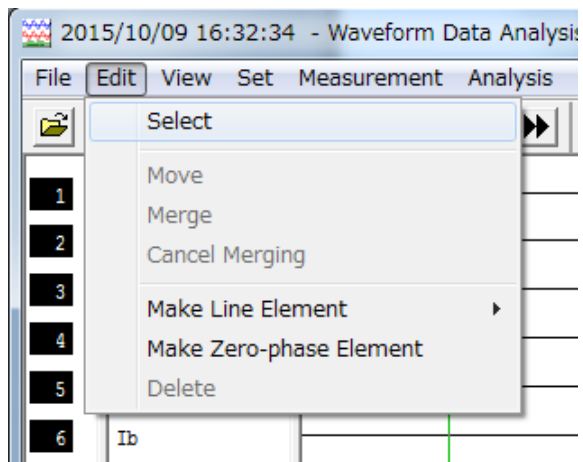 2015/10/09 16:32:34 - Waveform Data Analysis
File Edit View Set Measurement Analysis
Select
Move
Merge
Cancel Merging
Make Line Element
Make Zero-phase Element
Delete
1
2
3
4
5
6 Ib